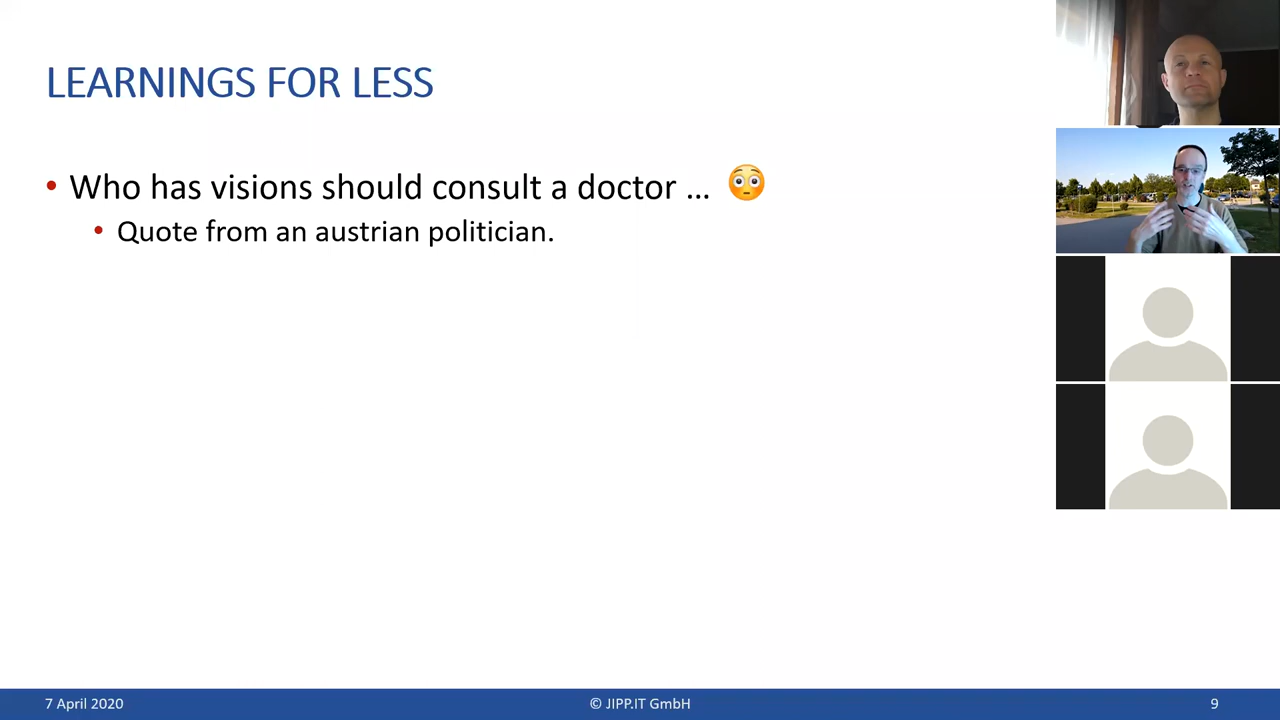 LEARNINGS FOR LESS
• Who has visions should consult a doctor ... 😳
• Quote from an austrian politician.
7 April 2020
© JIPP.IT GmbH
9